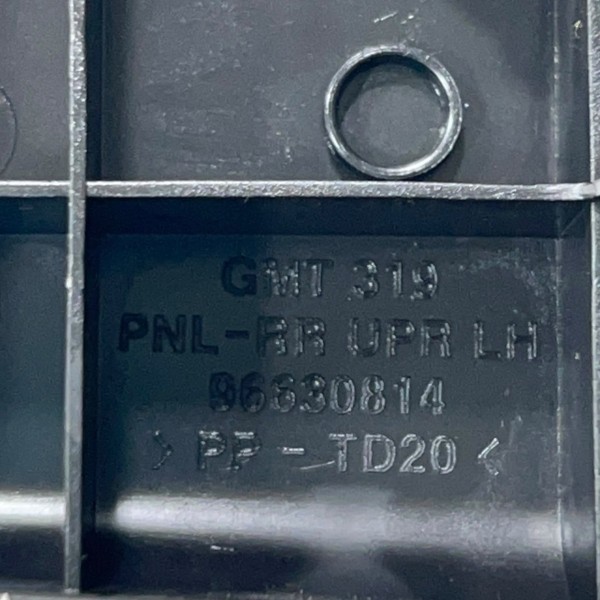 GMT 319
PNL-RR UPR LH
96630814
> PP - TD20 <